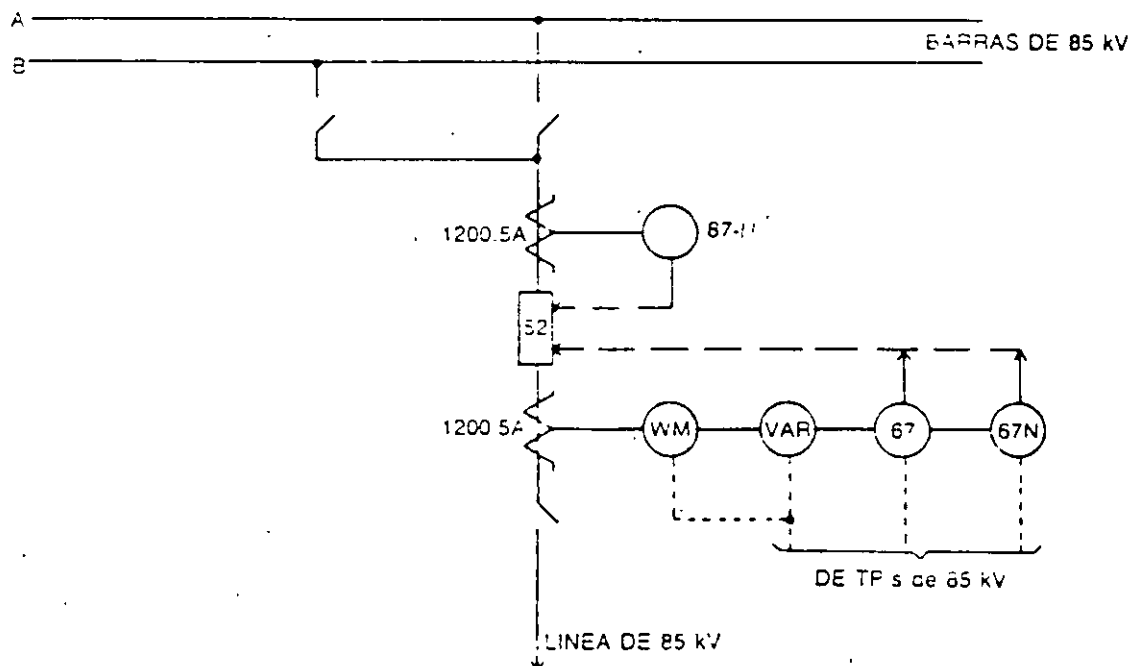 A
BARRAS DE 85 kV
B
1200.5A
52
1200 5A
WM
VAR
67
67N
DE TP s de 85 kV
LINEA DE 85 kV